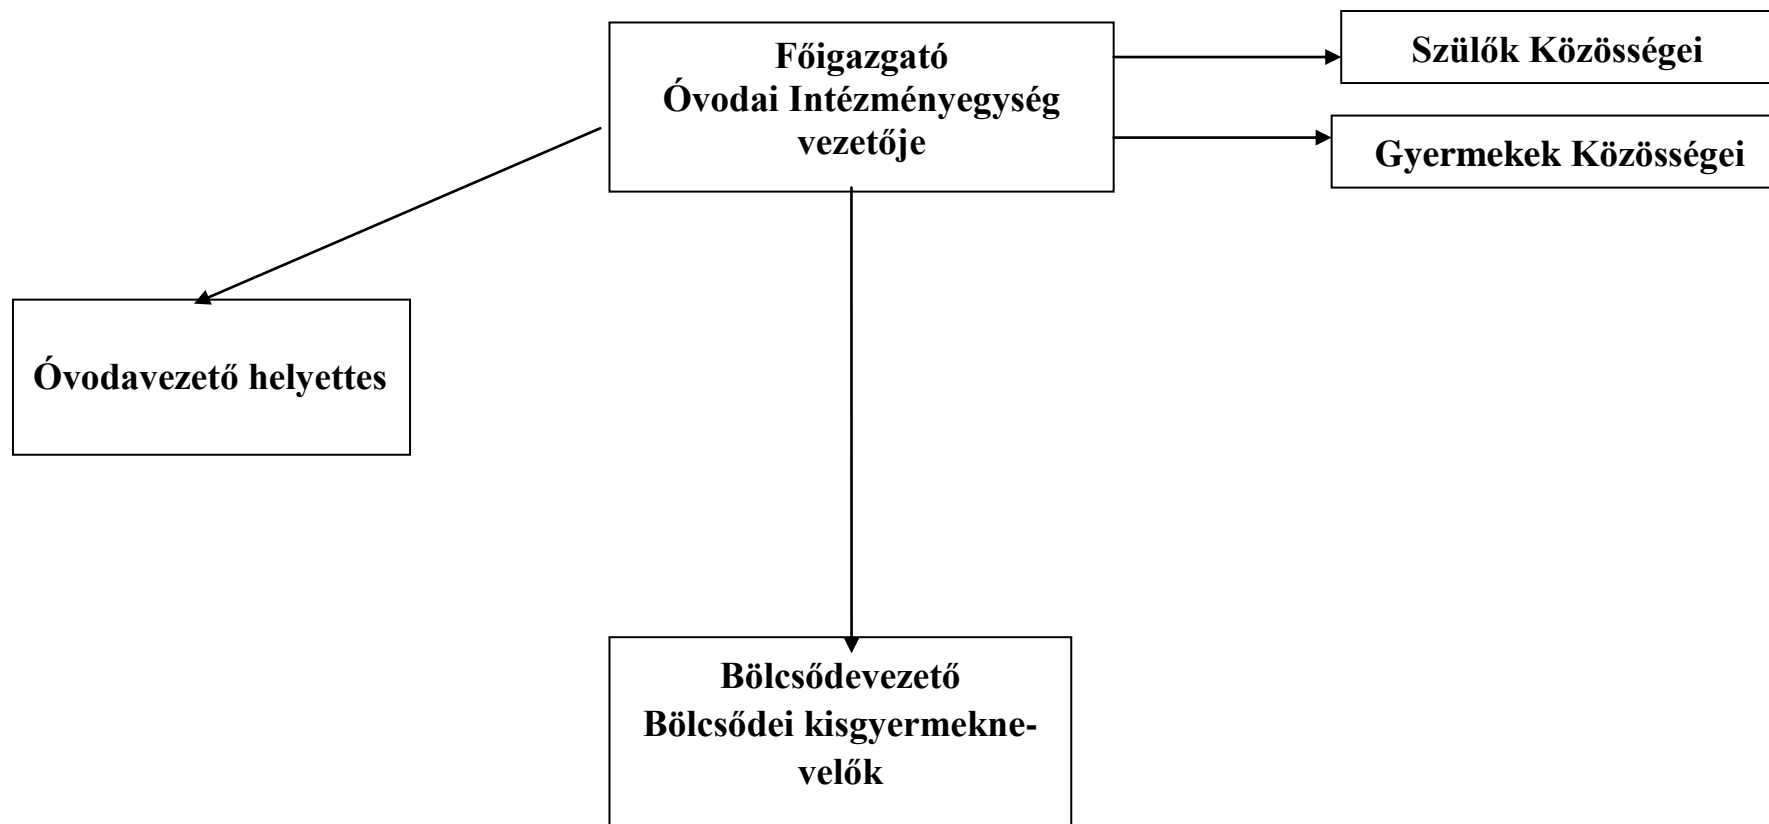 Főigazgató
Óvodai Intézményegység
vezetője
Szülők Közösségei
Gyermekek Közösségei
Óvodavezető helyettes
Bölcsődevezető
Bölcsődei kisgyermekne-
velők